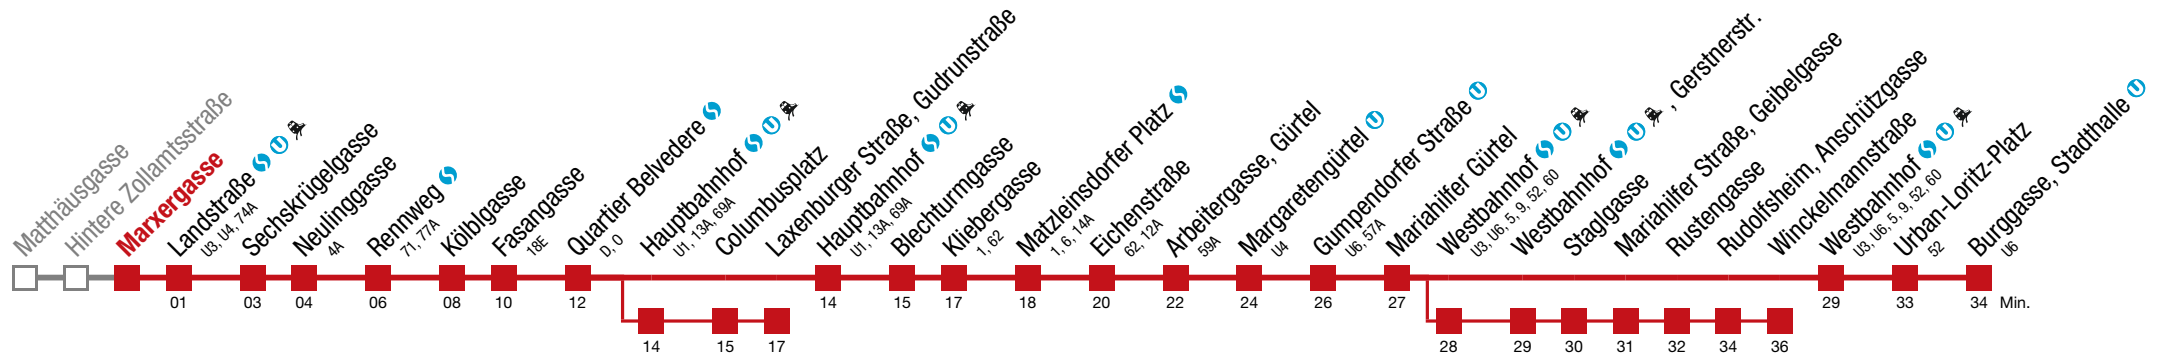 Matthäusgasse
Hintere Zollamtsstraße
Marxergasse
Landstraße
U3, U4, 74A
Sechskrügelgasse
Neulinggasse
4A
Rennweg
71, 77A
Kölblgasse
Fasangasse
18E
Quartier Belvedere
D, O
Hauptbahnhof
U1, 13A, 69A
Columbusplatz
Laxenburger Straße, Gudrunstraße
Hauptbahnhof
U1, 13A, 69A
Blechturmgasse
Kliebergasse
1, 62
Matzleinsdorfer Platz
1, 6, 14A
Eichenstraße
62, 12A
Arbeitergasse, Gürtel
59A
Margaretengürtel
U4
Gumpendorfer Straße
U6, 57A
Mariahilfer Gürtel
Westbahnhof
U3, U6, 5, 9, 52, 60
Westbahnhof , Gerstnerstr.
Staglgasse
Mariahilfer Straße, Geibelgasse
Rustengasse
Rudolfsheim, Anschützgasse
Winckelmannstraße
Westbahnhof
U3, U6, 5, 9, 52, 60
Urban-Loritz-Platz
52
Burggasse, Stadthalle
U6
01 03 04 06 08 10 12 14 15 17 18 20 22 24 26 27 29 33 34 Min.
14 15 17 28 29 30 31 32 34 36